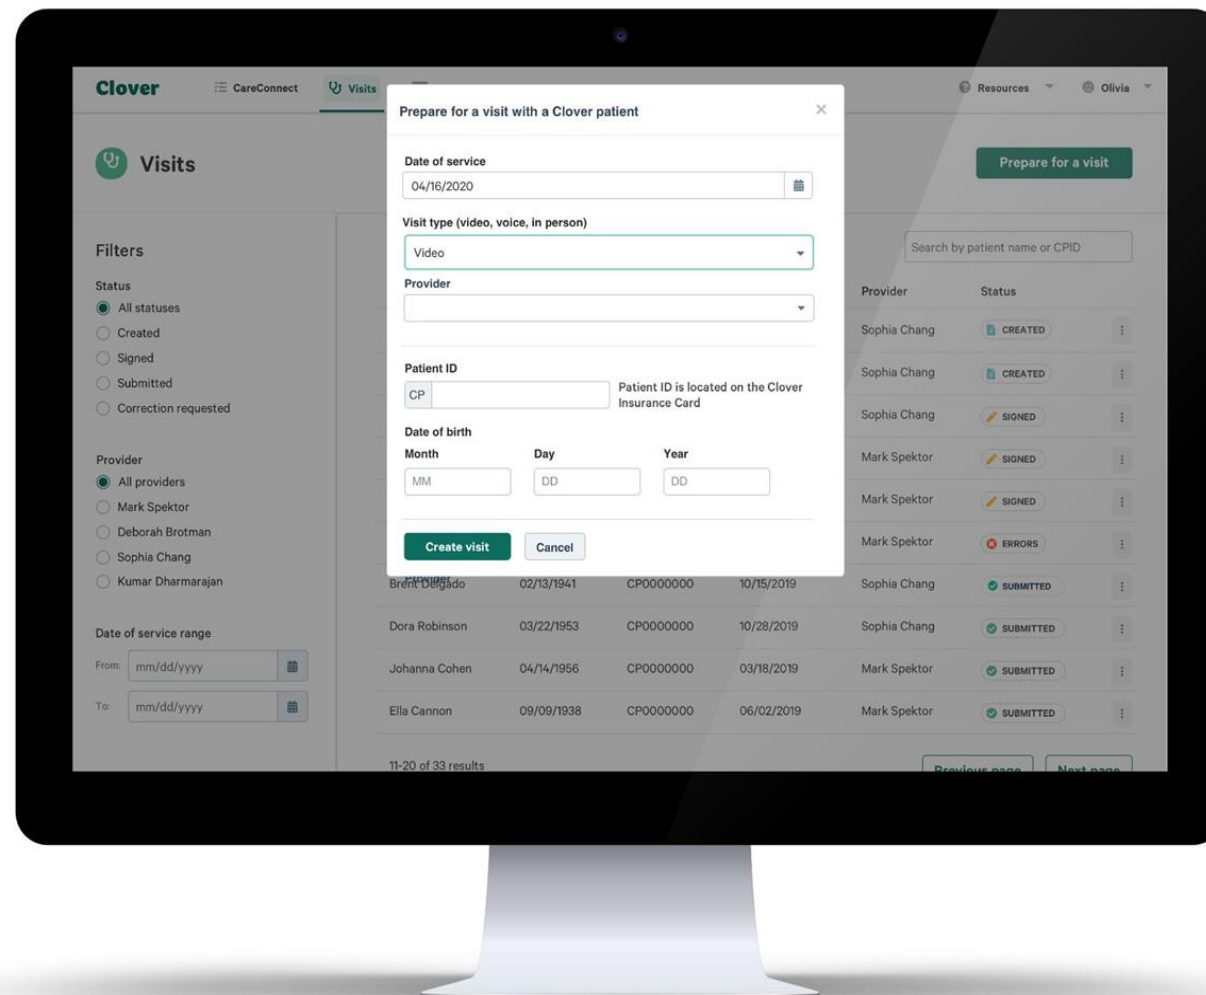 Clover
CareConnect
Visits
Resources
Olivia
Visits
Prepare for a visit
Filters
Status
All statuses
Created
Signed
Submitted
Correction requested
Provider
All providers
Mark Spektor
Deborah Brotman
Sophia Chang
Kumar Dharmarajan
Date of service range
From: mm/dd/yyyy
To: mm/dd/yyyy
Prepare for a visit with a Clover patient
Date of service
04/16/2020
Visit type (video, voice, in person)
Video
Provider
Patient ID
CP
Patient ID is located on the Clover
Insurance Card
Date of birth
Month Day Year
MM DD DD
Create visit Cancel
Search by patient name or CPID
Provider Status
Sophia Chang CREATED
Sophia Chang CREATED
Sophia Chang SIGNED
Mark Spektor SIGNED
Mark Spektor SIGNED
Mark Spektor ERRORS
Provider
Brent Delgado 02/13/1941 CP0000000 10/15/2019 Sophia Chang SUBMITTED
Dora Robinson 03/22/1953 CP0000000 10/28/2019 Sophia Chang SUBMITTED
Johanna Cohen 04/14/1956 CP0000000 03/18/2019 Mark Spektor SUBMITTED
Ella Cannon 09/09/1938 CP0000000 06/02/2019 Mark Spektor SUBMITTED
11-20 of 33 results
Previous page Next page